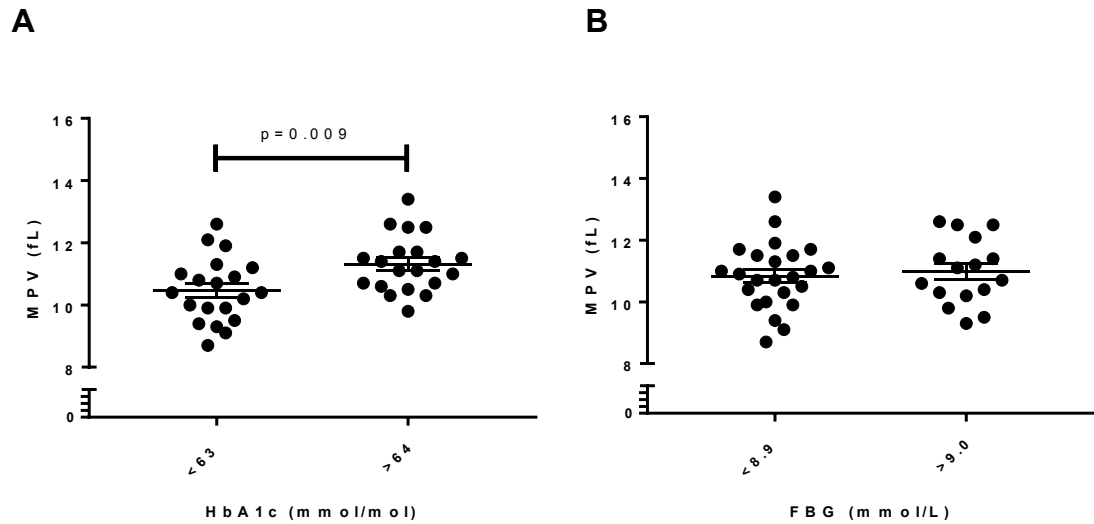 A
B
16
14
12
10
8
0
MPV (fL)
p=0.009
<63
>64
HbA1c (mmol/mol)
16
14
12
10
8
0
MPV (fL)
<8.9
>9.0
FBG (mmol/L)